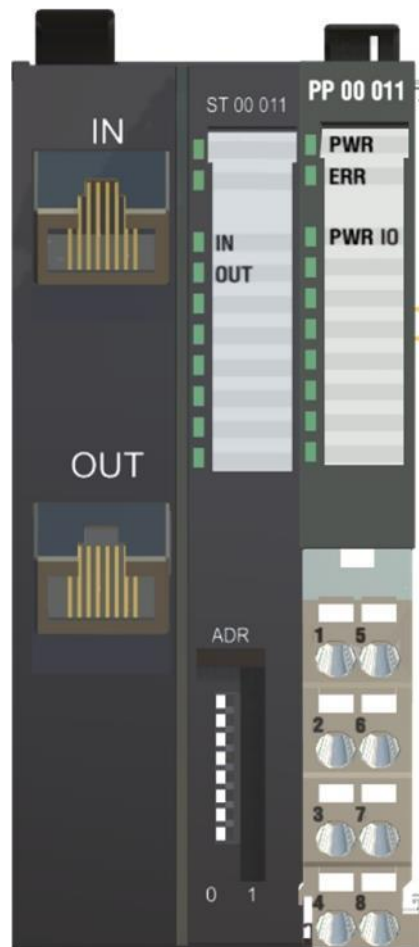 IN
OUT
ST 00 011
IN
OUT
ADR
0 1
PP 00 011
PWR
ERR
PWR IO
1 5
2 6
3 7
4 8